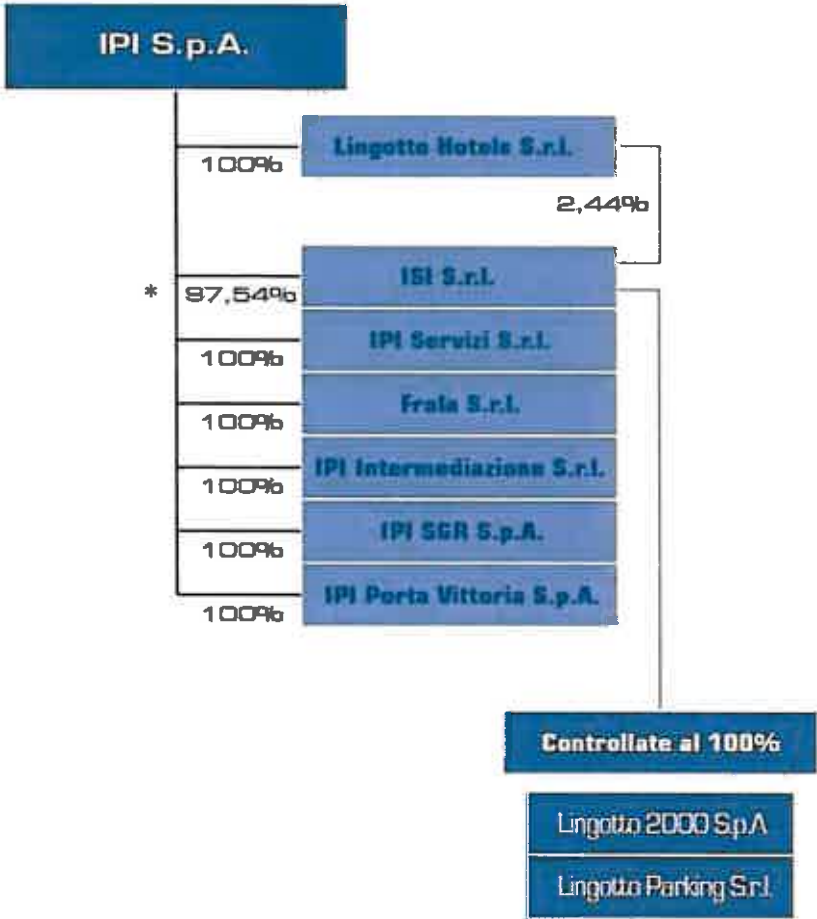 IPI S.p.A.
Lingotto Hotels S.r.l.
100%
2,44%
ISI S.r.l.
* 97,54%
IPI Servizi S.r.l.
100%
Frala S.r.l.
100%
IPI Intermediazione S.r.l.
100%
IPI SGR S.p.A.
100%
IPI Porta Vittoria S.p.A.
100%
Controllate al 100%
Lingotto 2000 S.p.A
Lingotto Parking S.r.l.